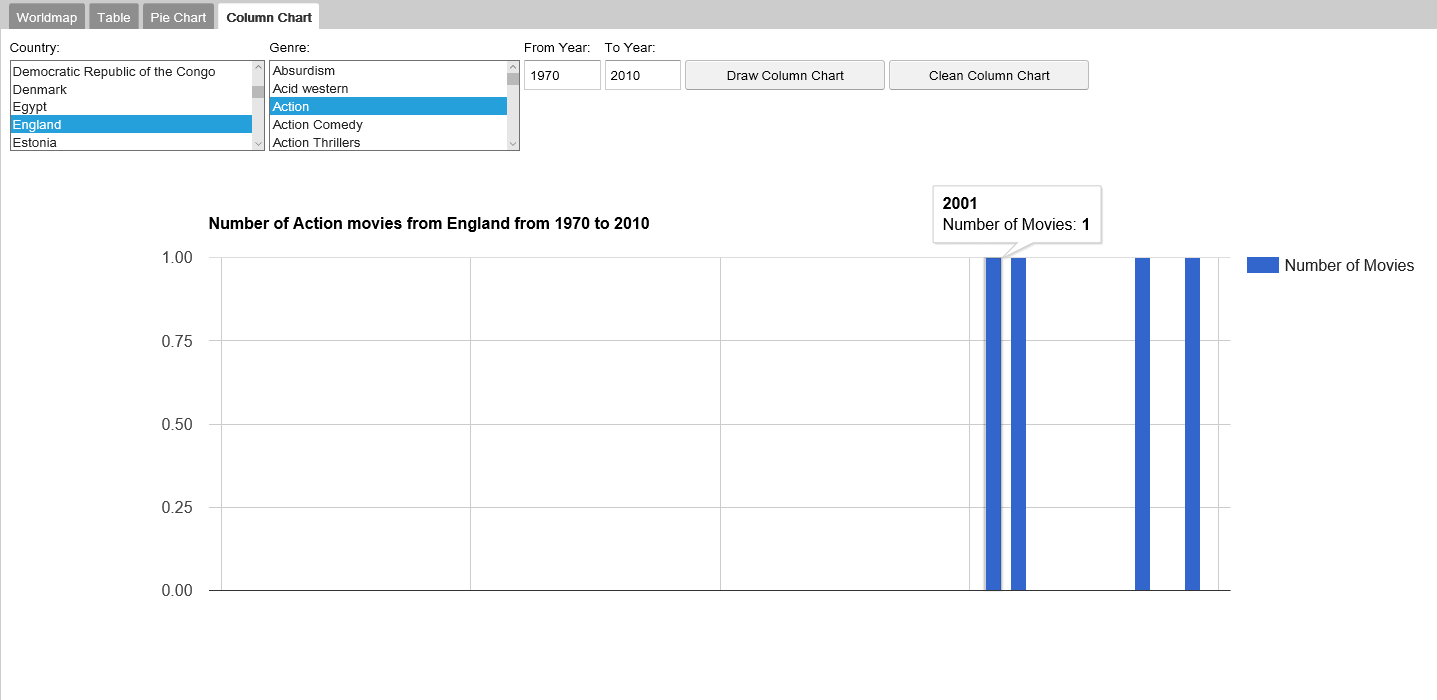 Worldmap Table Pie Chart Column Chart
Country: Genre: From Year: To Year:
Democratic Republic of the Congo
Denmark
Egypt
England
Estonia
Absurdism
Acid western
Action
Action Comedy
Action Thrillers
1970 2010 Draw Column Chart Clean Column Chart
Number of Action movies from England from 1970 to 2010
2001
Number of Movies: 1
Number of Movies
1.00
0.75
0.50
0.25
0.00